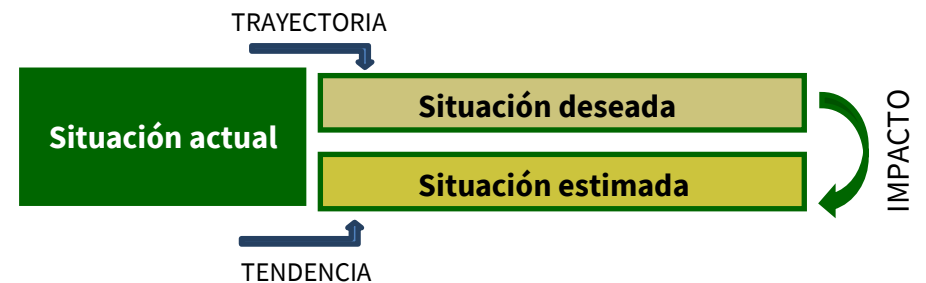 TRAYECTORIA
Situación actual
Situación deseada
Situación estimada
IMPACTO
TENDENCIA